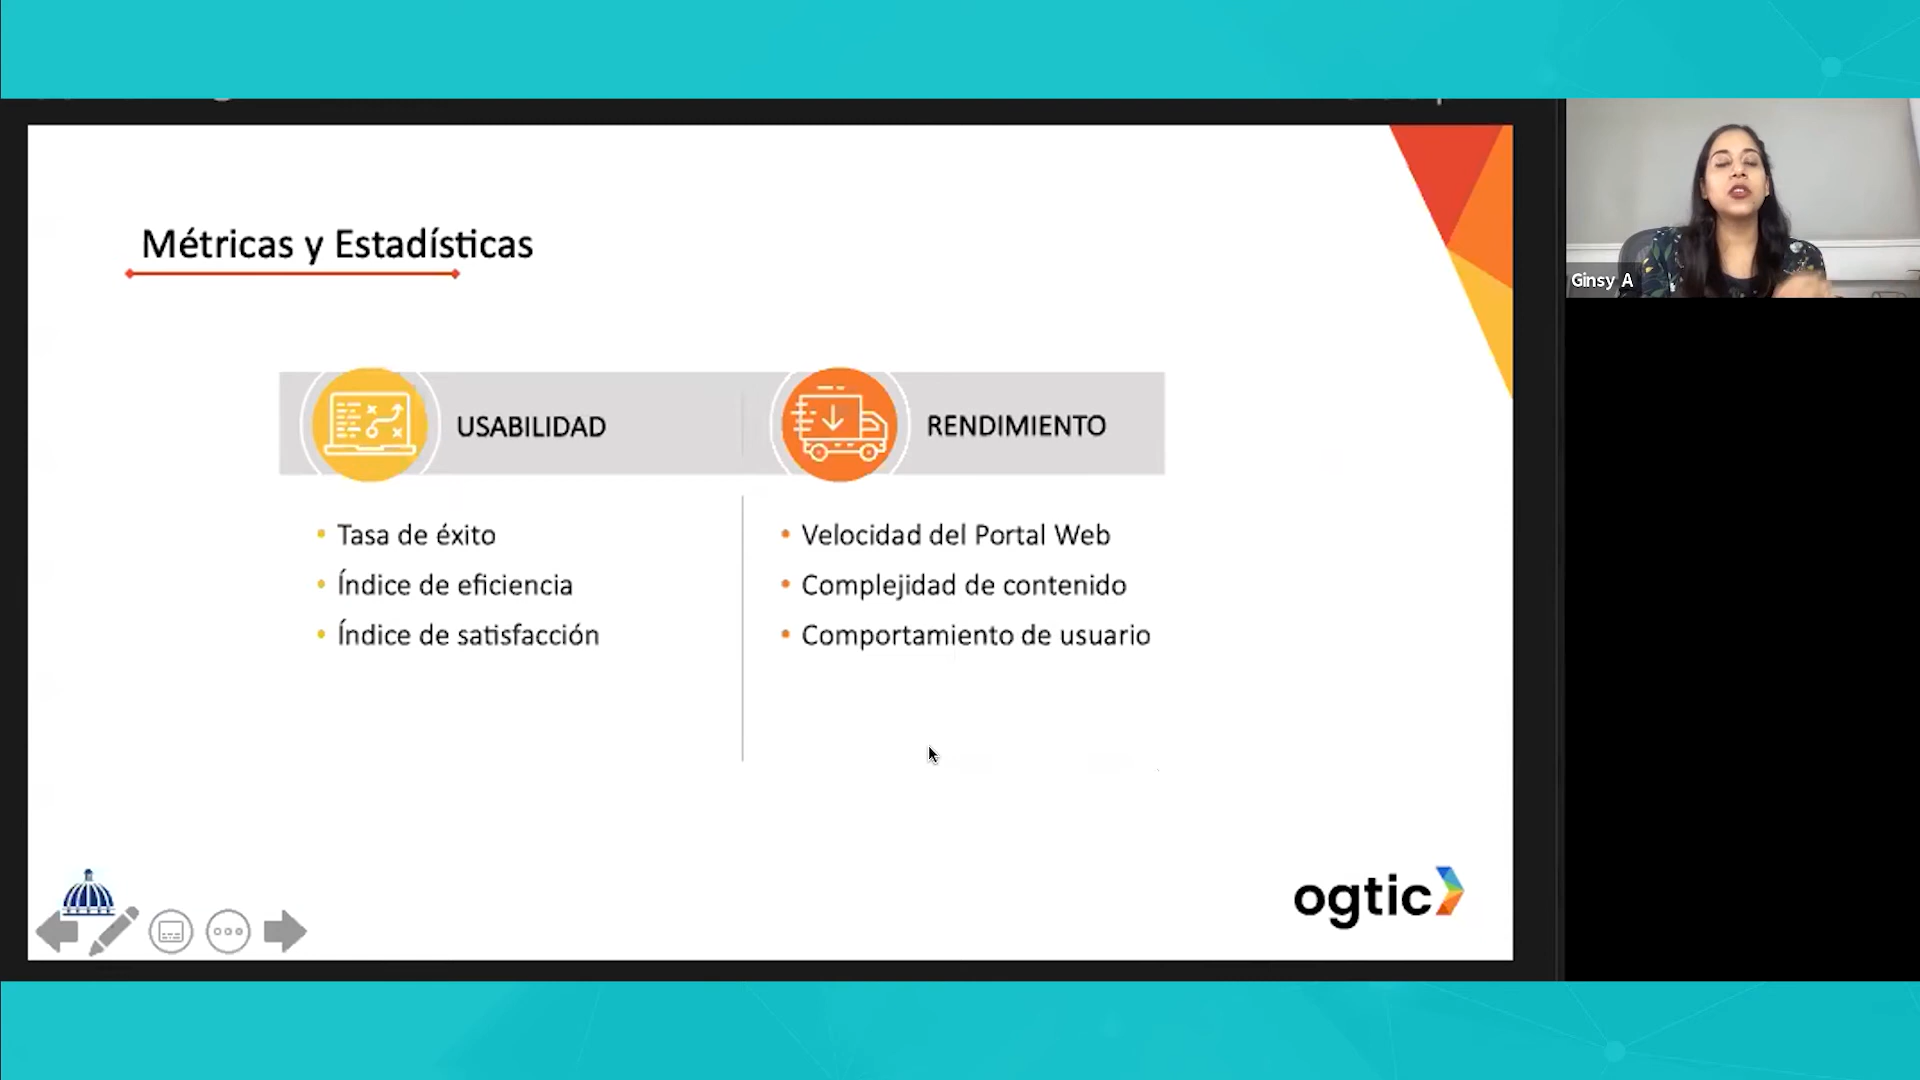 Métricas y Estadísticas
USABILIDAD
RENDIMIENTO
• Tasa de éxito
• Índice de eficiencia
• Índice de satisfacción
• Velocidad del Portal Web
• Complejidad de contenido
• Comportamiento de usuario
ogtic
Ginsy A